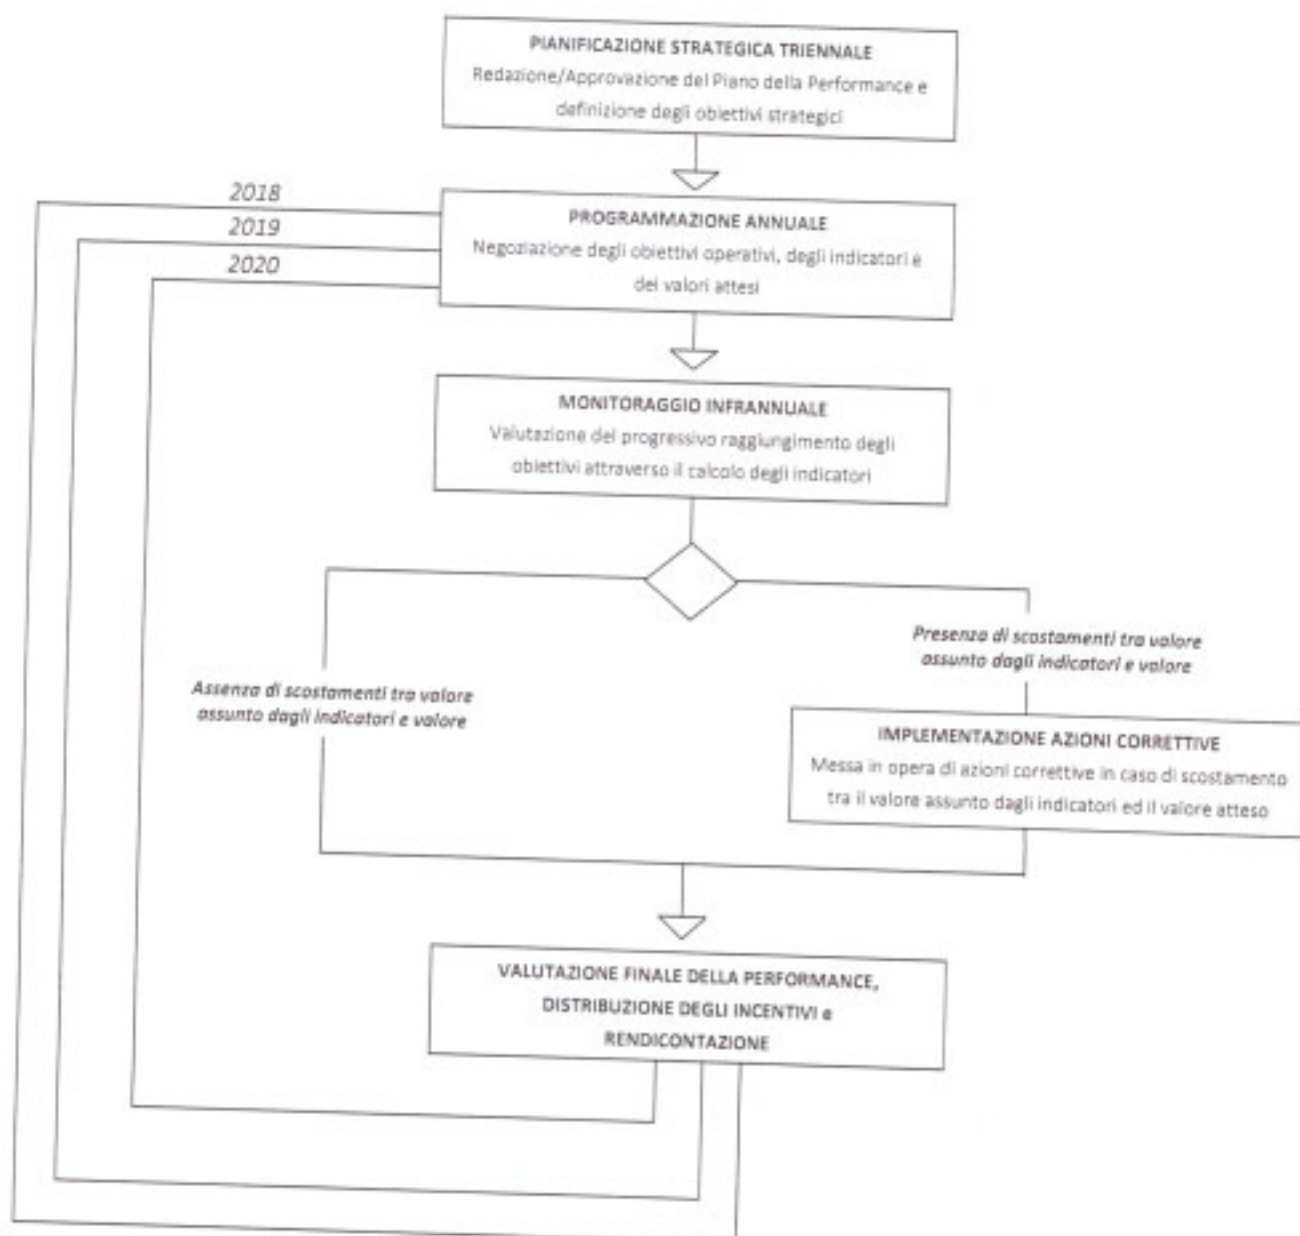 PIANIFICAZIONE STRATEGICA TRIENNALE
Redazione/Approvazione del Piano della Performance e
definizione degli obiettivi strategici
2018
2019
2020
PROGRAMMAZIONE ANNUALE
Negoziazione degli obiettivi operativi, degli indicatori e
dei valori attesi
MONITORAGGIO INFRANNUALE
Valutazione del progressivo raggiungimento degli
obiettivi attraverso il calcolo degli indicatori
Assenza di scostamenti tra valore
assunto dagli indicatori e valore
Presenza di scostamenti tra valore
assunto dagli indicatori e valore
IMPLEMENTAZIONE AZIONI CORRETTIVE
Messa in opera di azioni correttive in caso di scostamento
tra il valore assunto dagli indicatori ed il valore atteso
VALUTAZIONE FINALE DELLA PERFORMANCE,
DISTRIBUZIONE DEGLI INCENTIVI e
RENDICONTAZIONE